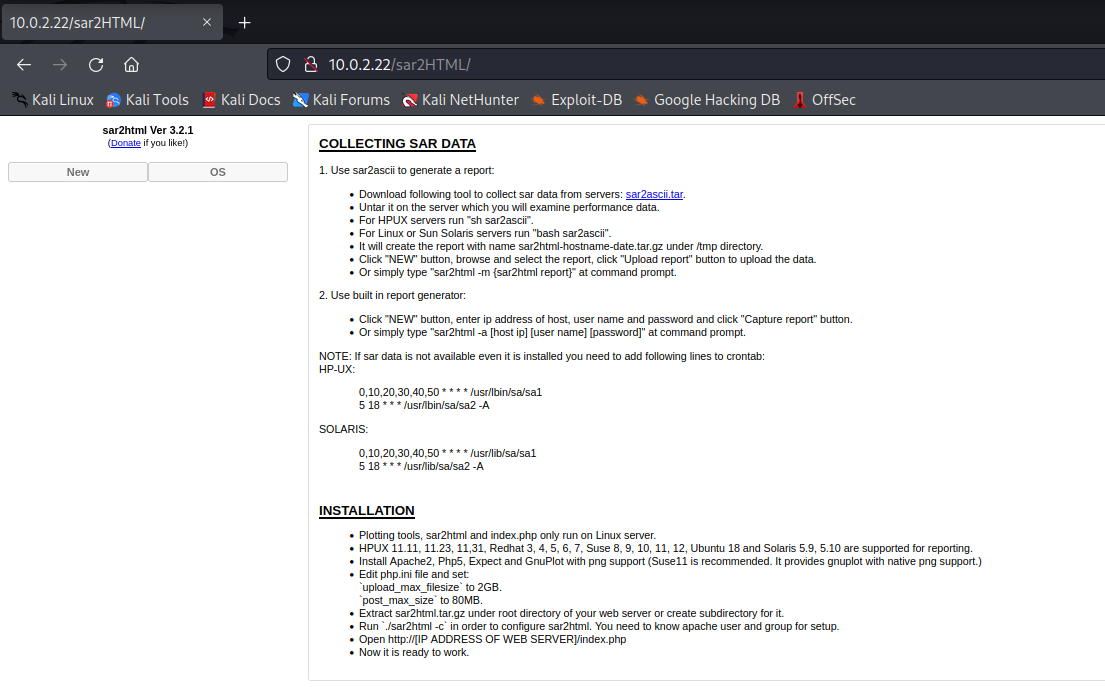 10.0.2.22/sar2HTML/
10.0.2.22/sar2HTML/
Kali Linux Kali Tools Kali Docs Kali Forums Kali NetHunter Exploit-DB Google Hacking DB OffSec
sar2html Ver 3.2.1
(Donate if you like!)
New OS
COLLECTING SAR DATA
1. Use sar2ascii to generate a report:
• Download following tool to collect sar data from servers: sar2ascii.tar.
• Untar it on the server which you will examine performance data.
• For HPUX servers run "sh sar2ascii".
• For Linux or Sun Solaris servers run "bash sar2ascii".
• It will create the report with name sar2html-hostname-date.tar.gz under /tmp directory.
• Click "NEW" button, browse and select the report, click "Upload report" button to upload the data.
• Or simply type "sar2html -m {sar2html report}" at command prompt.
2. Use built in report generator:
• Click "NEW" button, enter ip address of host, user name and password and click "Capture report" button.
• Or simply type "sar2html -a [host ip] [user name] [password]" at command prompt.
NOTE: If sar data is not available even it is installed you need to add following lines to crontab:
HP-UX:
0,10,20,30,40,50 * * * * /usr/lbin/sa/sa1
5 18 * * * /usr/lbin/sa/sa2 -A
SOLARIS:
0,10,20,30,40,50 * * * * /usr/lib/sa/sa1
5 18 * * * /usr/lib/sa/sa2 -A
INSTALLATION
• Plotting tools, sar2html and index.php only run on Linux server.
• HPUX 11.11, 11.23, 11,31, Redhat 3, 4, 5, 6, 7, Suse 8, 9, 10, 11, 12, Ubuntu 18 and Solaris 5.9, 5.10 are supported for reporting.
• Install Apache2, Php5, Expect and GnuPlot with png support (Suse11 is recommended. It provides gnuplot with native png support.)
• Edit php.ini file and set:
`upload_max_filesize` to 2GB.
`post_max_size` to 80MB.
• Extract sar2html.tar.gz under root directory of your web server or create subdirectory for it.
• Run `./sar2html -c` in order to configure sar2html. You need to know apache user and group for setup.
• Open http://[IP ADDRESS OF WEB SERVER]/index.php
• Now it is ready to work.